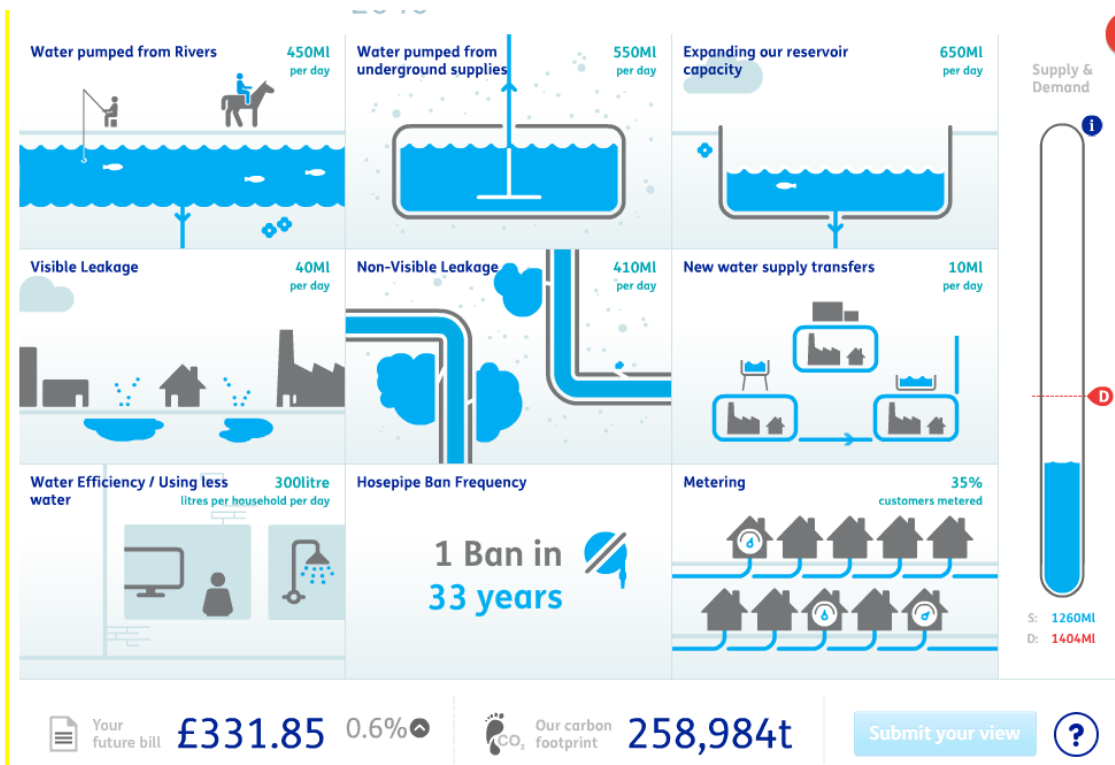 Water pumped from Rivers
450Ml
per day
Water pumped from
underground supplies
550Ml
per day
Expanding our reservoir
capacity
650Ml
per day
Supply &
Demand
i
Visible Leakage
40Ml
per day
Non-Visible Leakage
410Ml
per day
New water supply transfers
10Ml
per day
D
Water Efficiency / Using less
water
300litre
litres per household per day
Hosepipe Ban Frequency
1 Ban in
33 years
Metering
35%
customers metered
S: 1260Ml
D: 1404Ml
Your
future bill
£331.85
0.6%
CO₂
Our carbon
footprint
258,984t
Submit your view
?